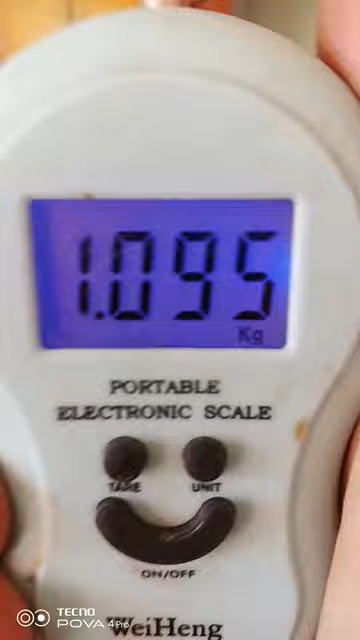 1.095
Kg
PORTABLE
ELECTRONIC SCALE
TARE UNIT
ON/OFF
WeiHeng
TECNO
POVA 4 Pro